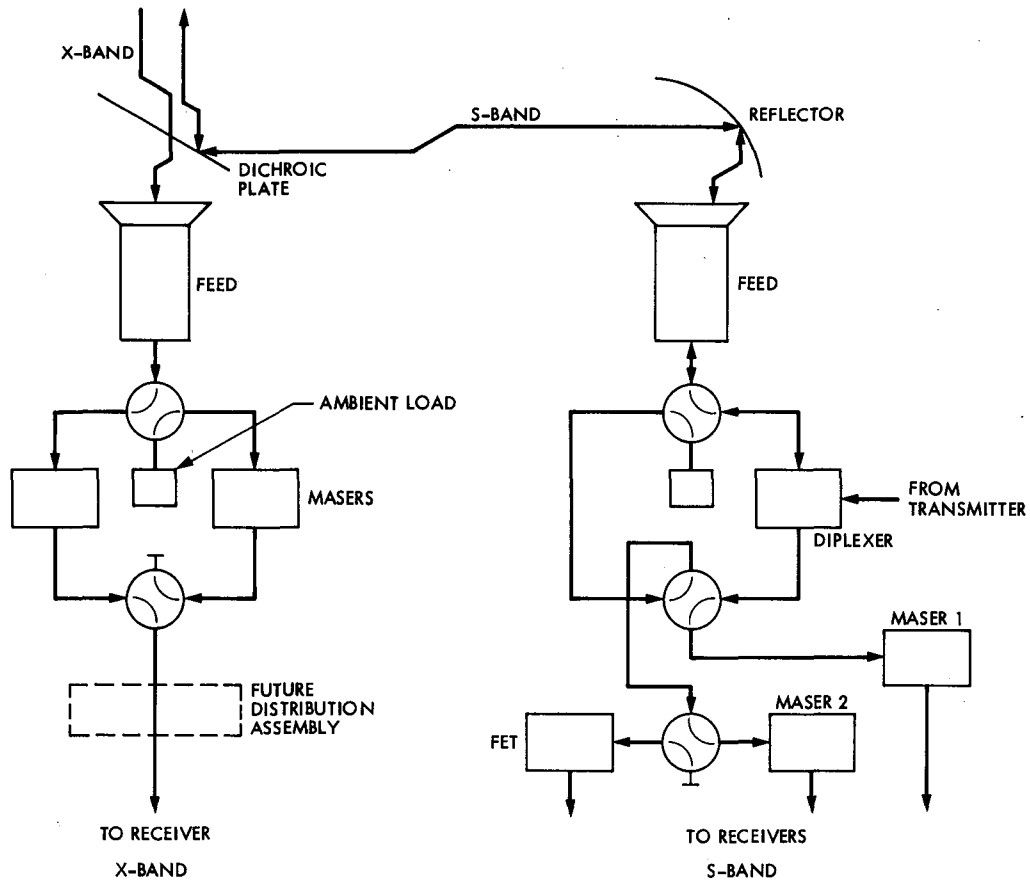 X-BAND
S-BAND
REFLECTOR
DICHROIC
PLATE
FEED
FEED
AMBIENT LOAD
MASERS
FROM
TRANSMITTER
DIPLEXER
MASER 1
FUTURE
DISTRIBUTION
ASSEMBLY
MASER 2
FET
TO RECEIVER
X-BAND
TO RECEIVERS
S-BAND